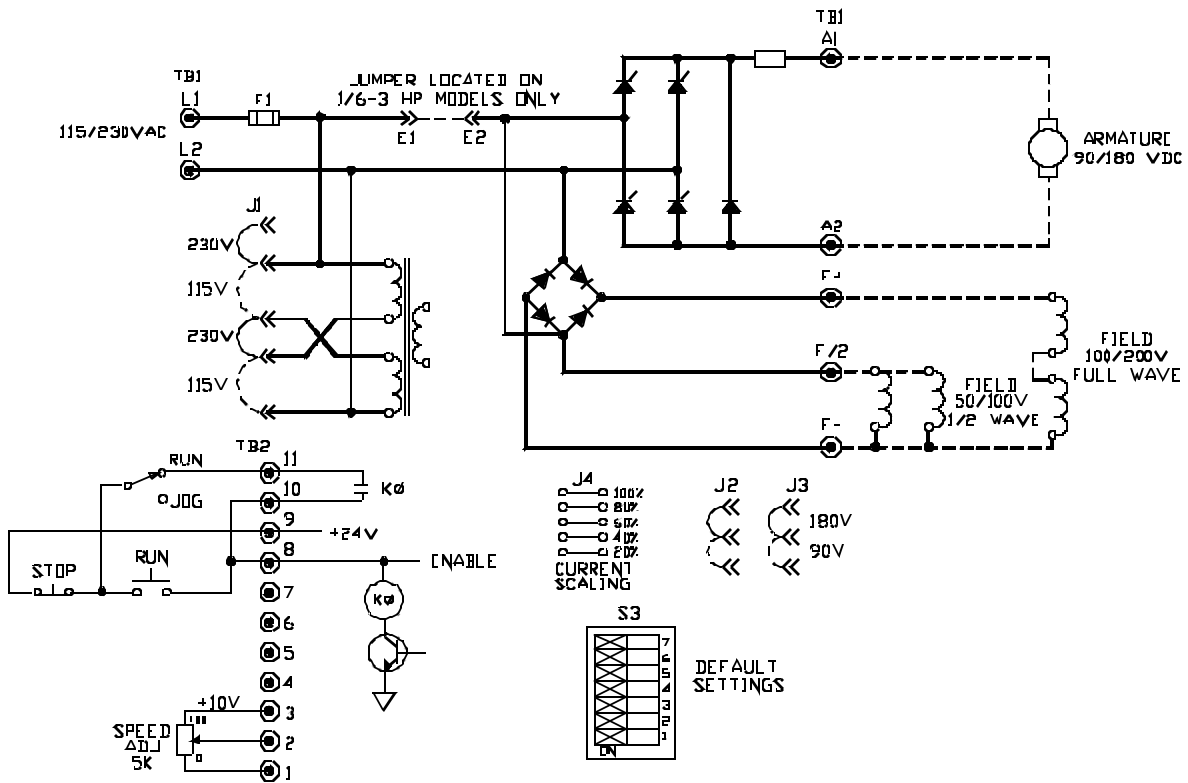 TB1
A1
TB1
L1
F1
JUMPER LOCATED ON
1/6-3 HP MODELS ONLY
E1
E2
115/230VAC
L2
ARMATURE
90/180 VDC
J1
230V
115V
230V
115V
A2
F+
F/2
F-
FIELD
100/200V
FULL WAVE
FIELD
50/100V
1/2 WAVE
TB2
RUN
JOG
11
10
9
8
7
6
5
4
3
2
1
KØ
+24V
ENABLE
STOP
RUN
KØ
+10V
100
0
SPEED
ADJ
5K
J4
100%
80%
60%
40%
20%
CURRENT
SCALING
J2
J3
180V
90V
S3
7
6
5
4
3
2
1
ON
DEFAULT
SETTINGS